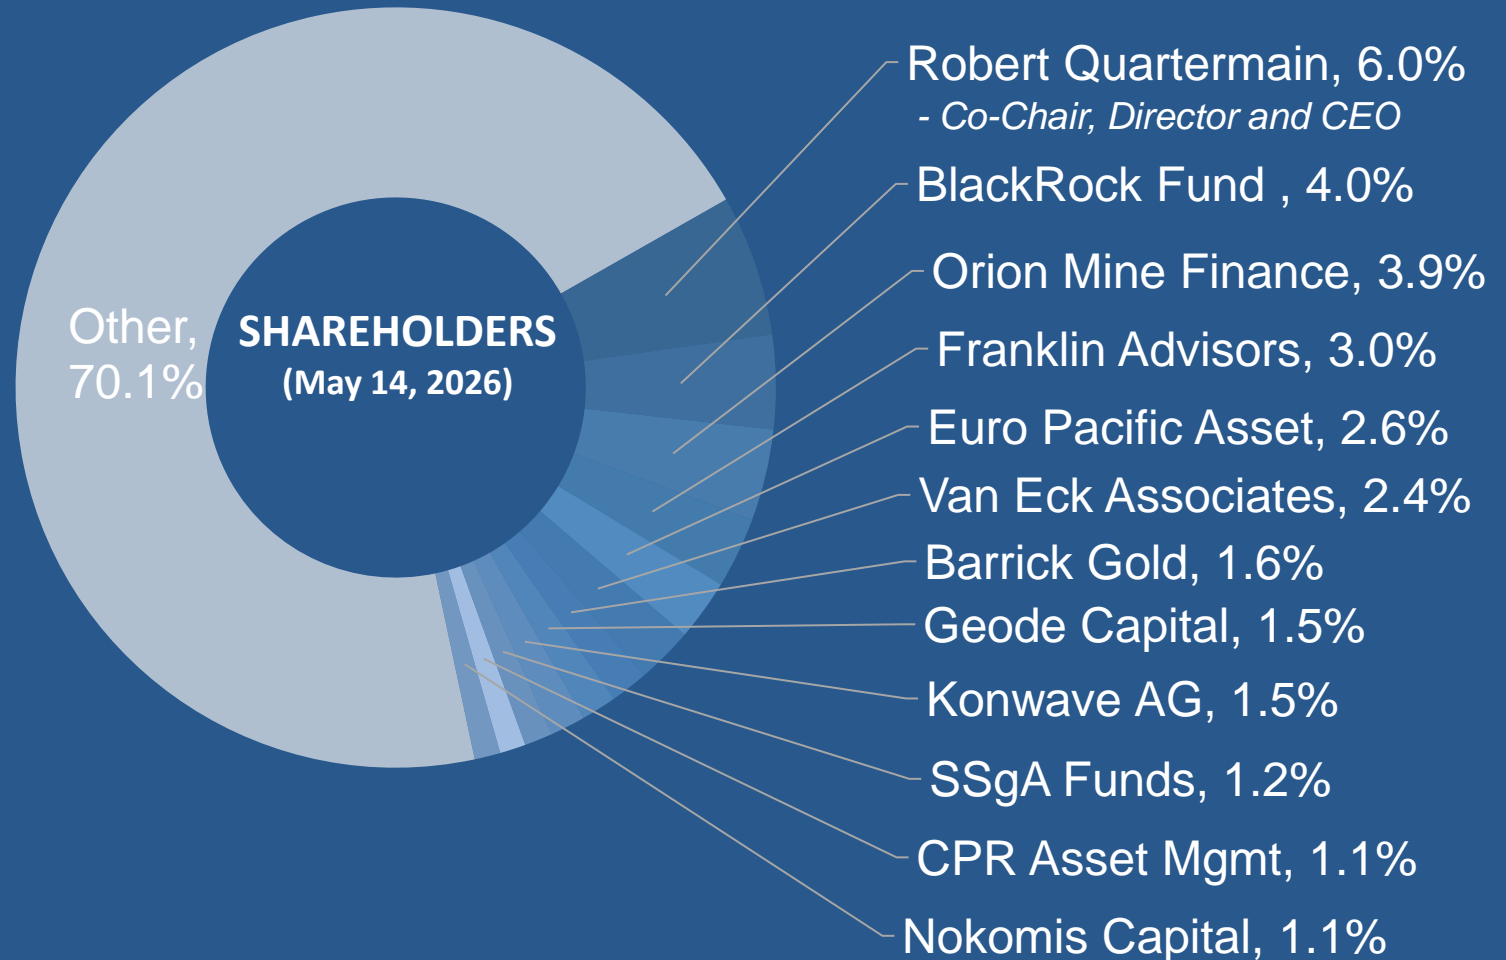 Other,
70.1%
SHAREHOLDERS
(May 14, 2026)
Robert Quartermain, 6.0%
- Co-Chair, Director and CEO
BlackRock Fund , 4.0%
Orion Mine Finance, 3.9%
Franklin Advisors, 3.0%
Euro Pacific Asset, 2.6%
Van Eck Associates, 2.4%
Barrick Gold, 1.6%
Geode Capital, 1.5%
Konwave AG, 1.5%
SSgA Funds, 1.2%
CPR Asset Mgmt, 1.1%
Nokomis Capital, 1.1%